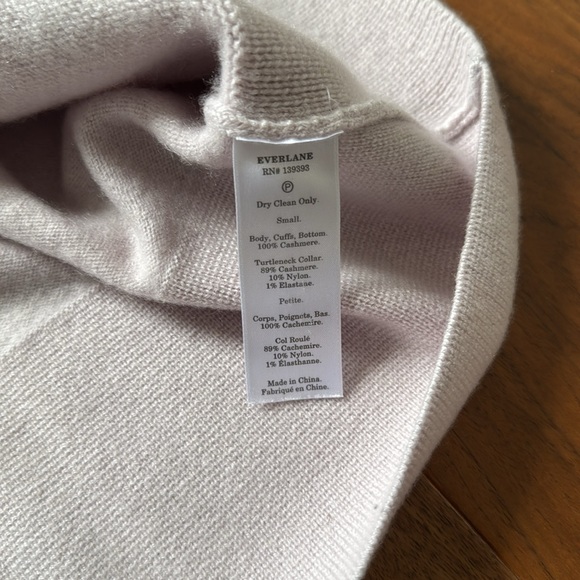 EVERLANE
RN# 139393
P
Dry Clean Only.
Small.
Body, Cuffs, Bottom.
100% Cashmere.
Turtleneck Collar.
89% Cashmere.
10% Nylon.
1% Elastane.
Petite.
Corps, Poignets, Bas.
100% Cachemire.
Col Roulé
89% Cachemire.
10% Nylon.
1% Élasthanne.
Made in China.
Fabriqué en Chine.